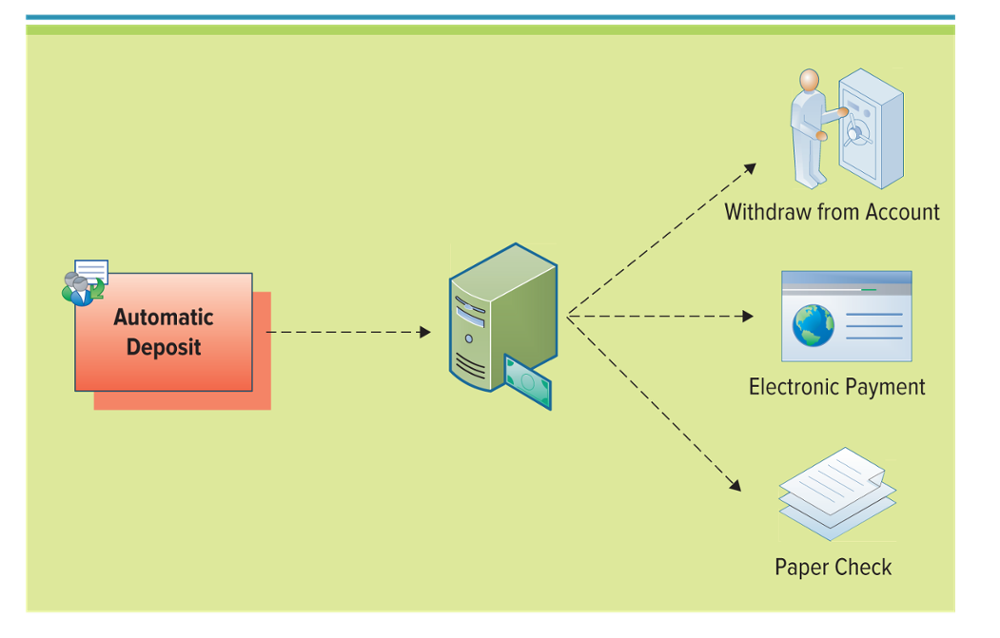 Automatic
Deposit
Withdraw from Account
Electronic Payment
Paper Check